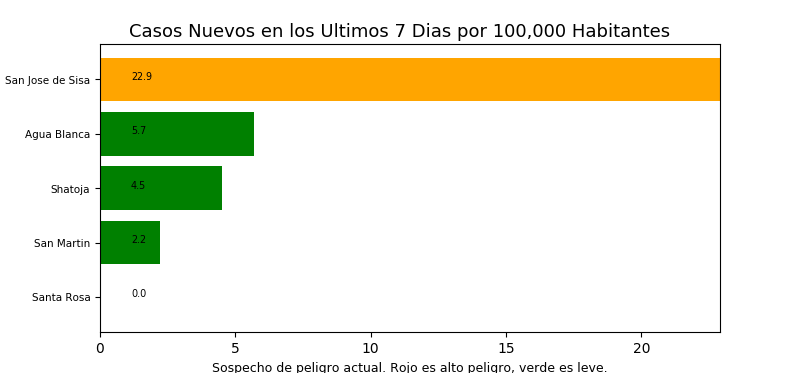 Casos Nuevos en los Ultimos 7 Dias por 100,000 Habitantes
San Jose de Sisa 22.9
Agua Blanca 5.7
Shatoja 4.5
San Martin 2.2
Santa Rosa 0.0
0 5 10 15 20
Sospecho de peligro actual. Rojo es alto peligro, verde es leve.